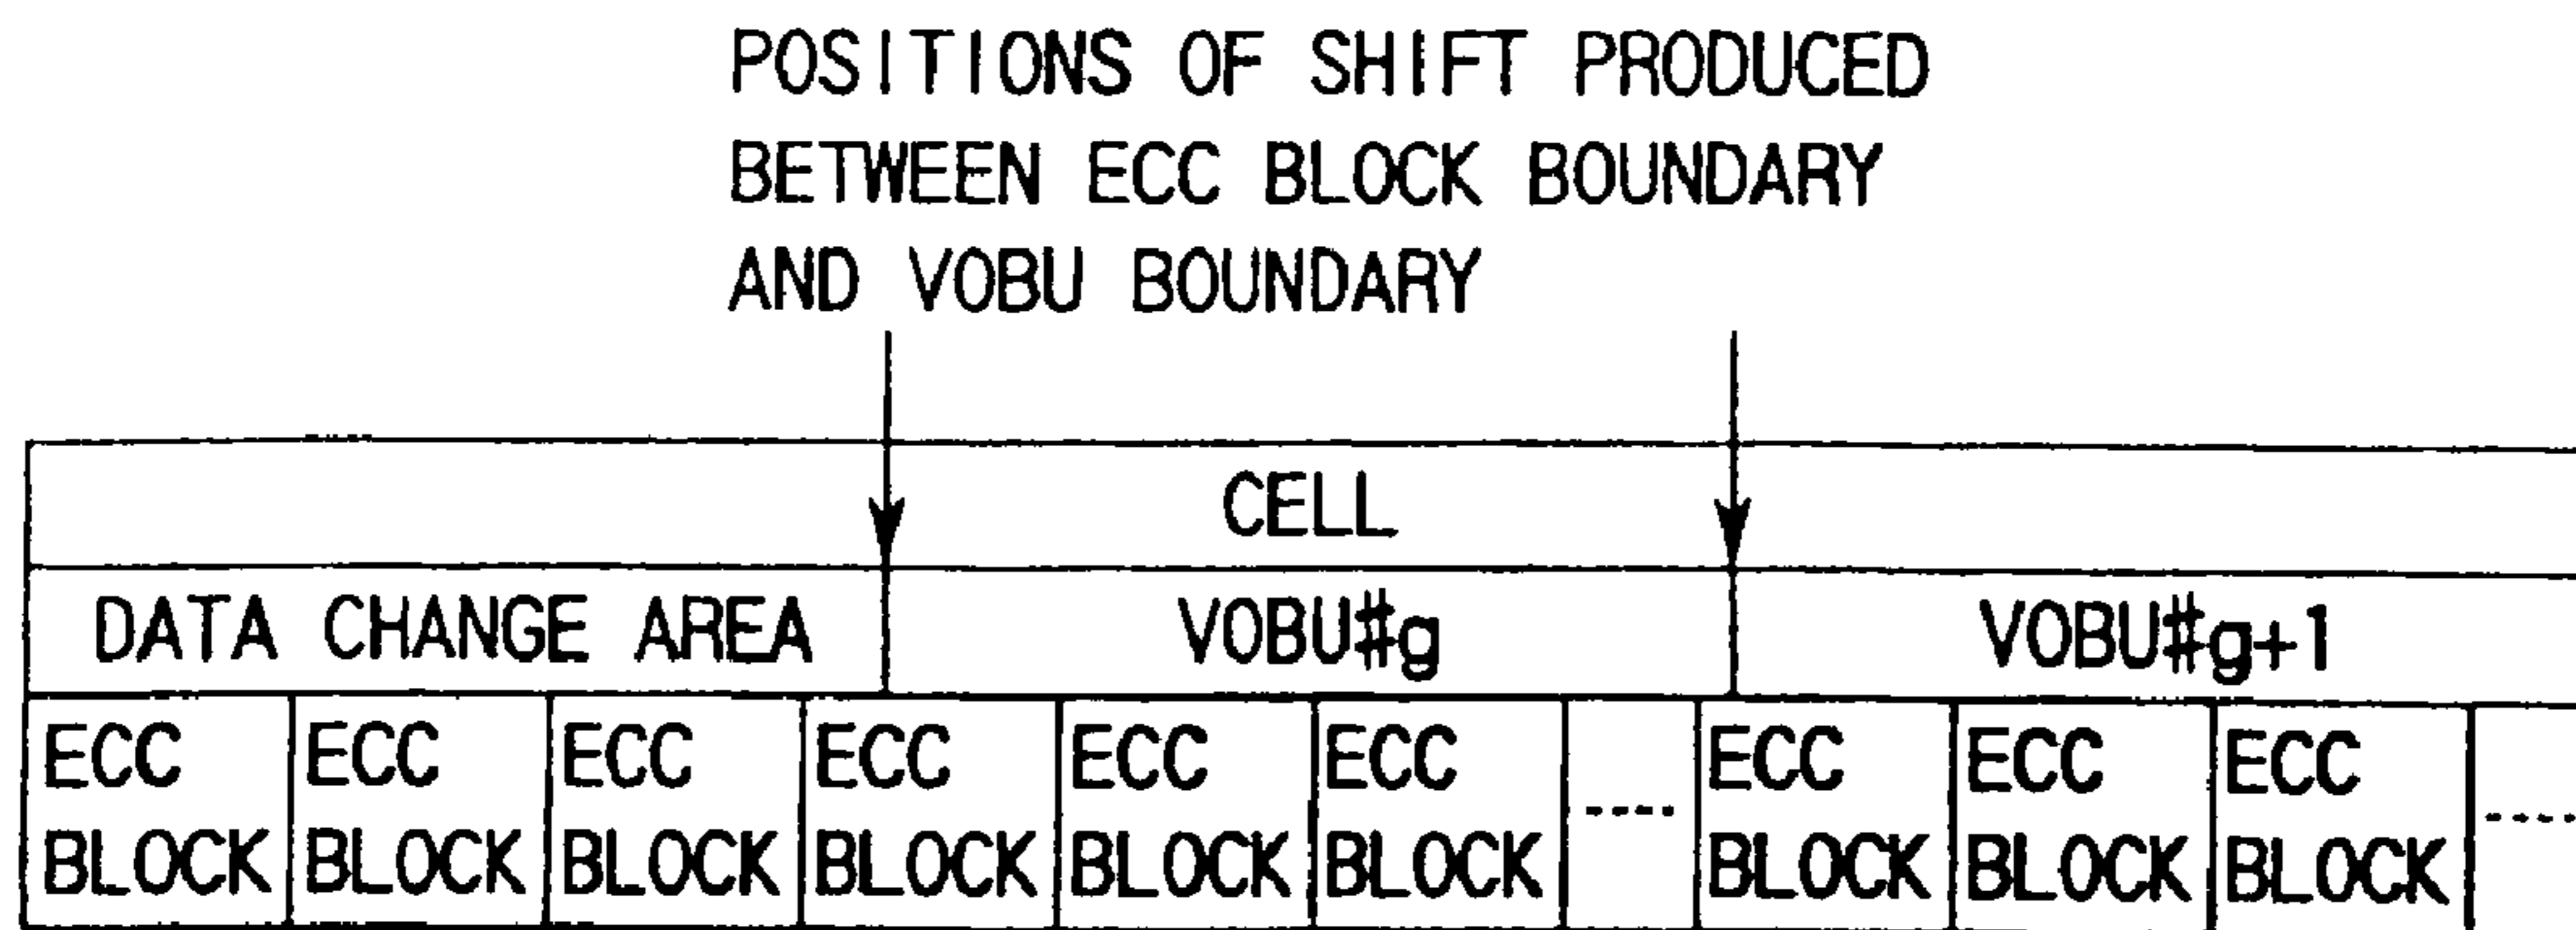 POSITIONS OF SHIFT PRODUCED
BETWEEN ECC BLOCK BOUNDARY
AND VOBU BOUNDARY
CELL
DATA CHANGE AREA VOBU#g VOBU#g+1
ECC ECC ECC ECC ECC ECC ---- ECC ECC ECC ----
BLOCK BLOCK BLOCK BLOCK BLOCK BLOCK BLOCK BLOCK BLOCK